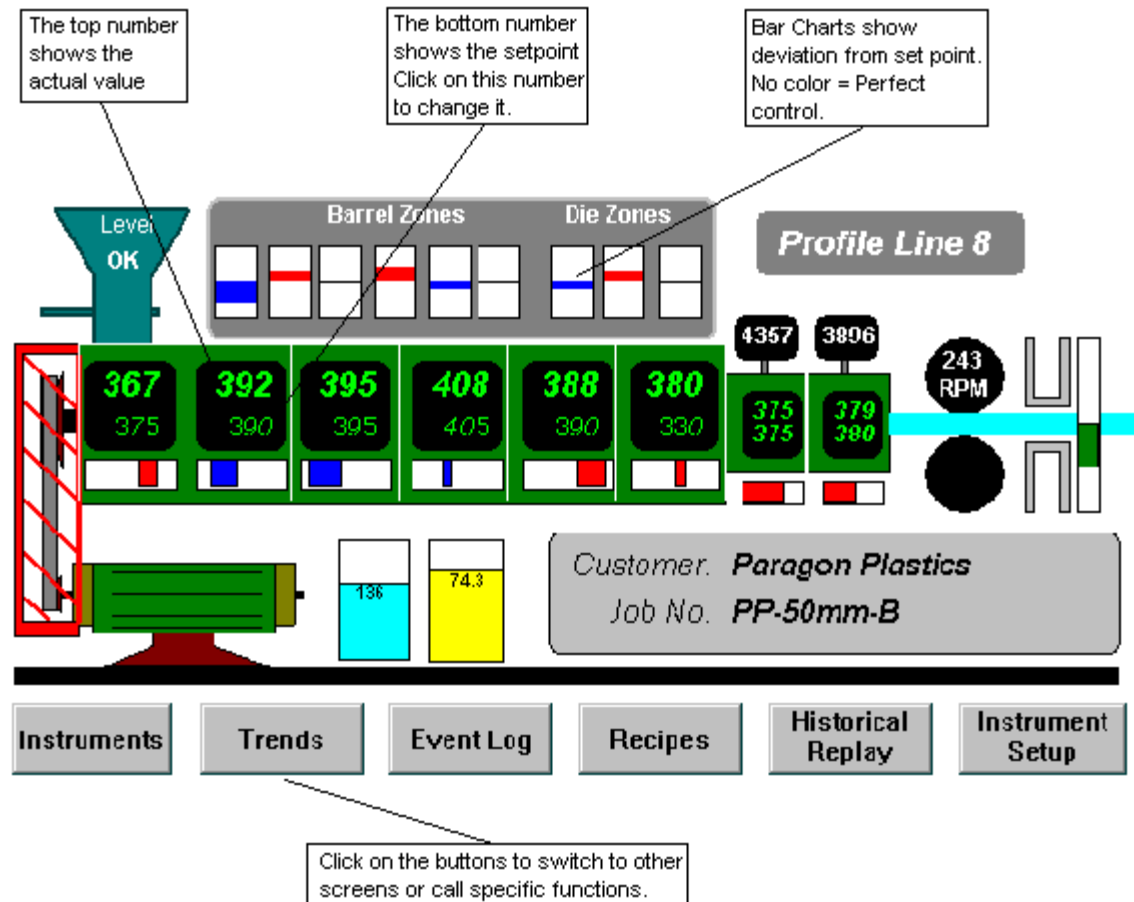 The top number
shows the
actual value
The bottom number
shows the setpoint
Click on this number
to change it.
Bar Charts show
deviation from set point.
No color = Perfect
control.
Level
OK
Barrel Zones
Die Zones
Profile Line 8
367
375
392
390
395
395
408
405
388
390
380
330
4357
375
375
3806
379
380
243
RPM
136
74.3
Customer. Paragon Plastics
Job No. PP-50mm-B
Instruments
Trends
Event Log
Recipes
Historical
Replay
Instrument
Setup
Click on the buttons to switch to other
screens or call specific functions.